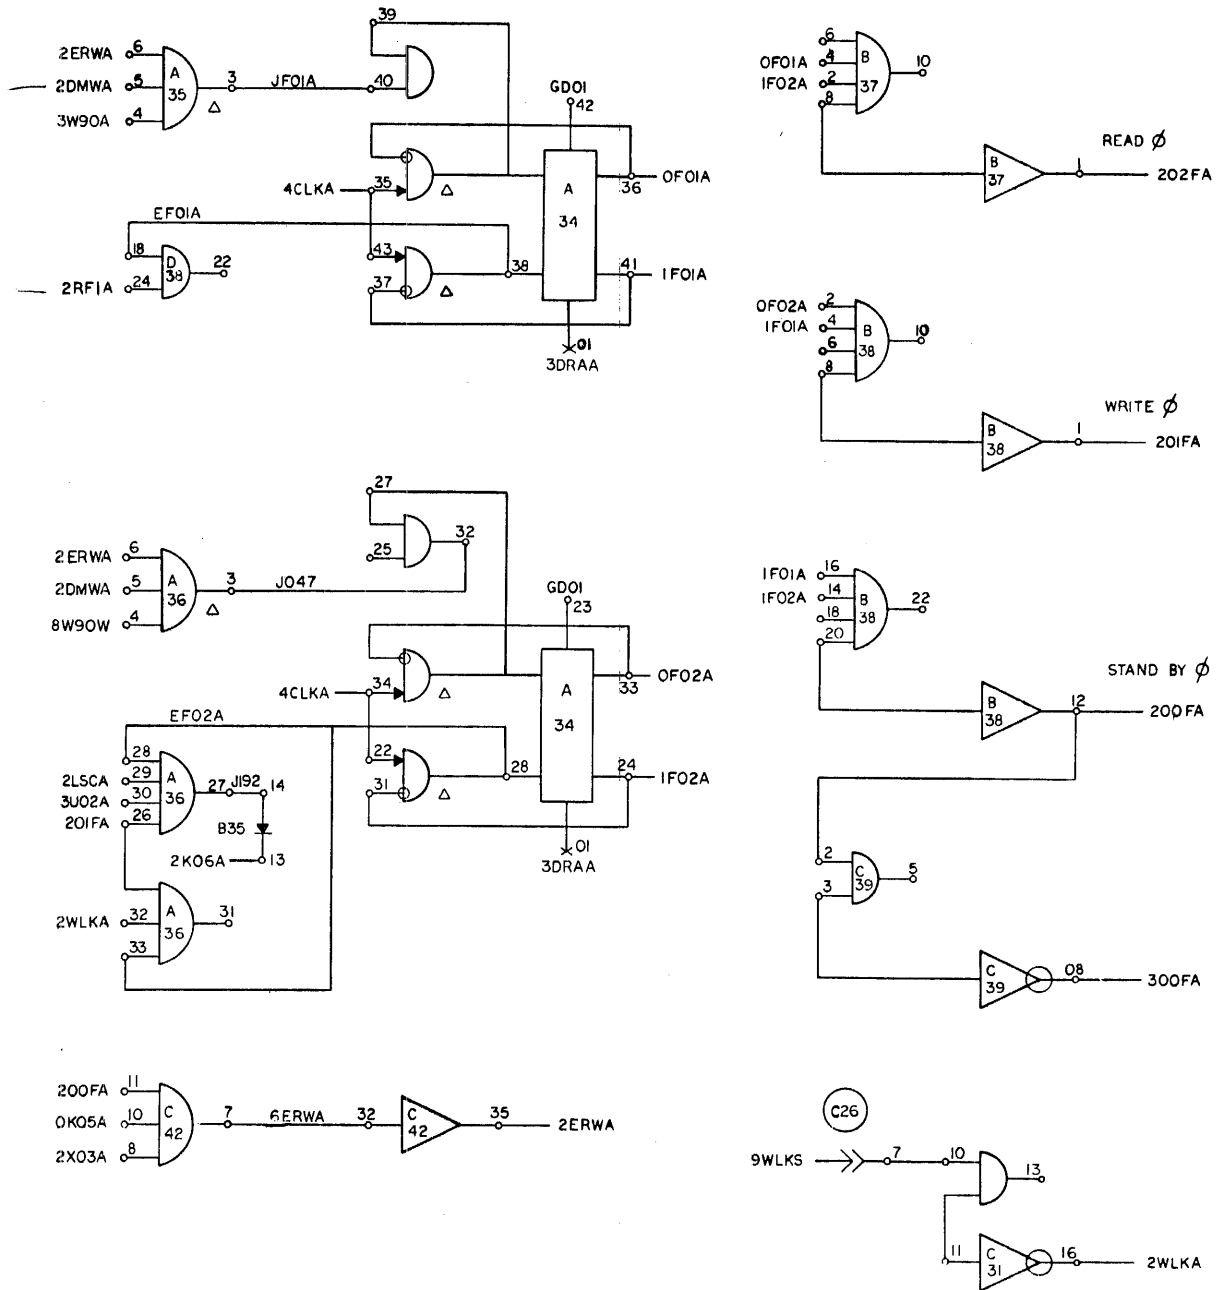 39
2ERWA 6
A
35
2DMWA 5
3 JF01A 40
3W90A 4
Δ
GD01
42
4CLKA 35
Δ
A
34
36 0F01A
EF01A
18
D
38
22
2RF1A 24
43
37
Δ
38
41 1F01A
01
3DRAA
6
0F01A 4
1F02A 2
8
B
37
10
B
37
1
READ Ø
202FA
0F02A 2
1F01A 4
6
8
B
38
10
B
38
1
WRITE Ø
201FA
27
25
32
2ERWA 6
2DMWA 5
8W90W 4
A
36
3 J047
Δ
GD01
23
4CLKA 34
Δ
A
34
33 0F02A
EF02A
28
2LSCA 29
3U02A 30
201FA 26
A
36
27 J192 14
B35
2K06A 13
22
31
Δ
28
24 1F02A
01
3DRAA
2WLKA 32
33
A
36
31
1F01A 16
1F02A 14
18
20
B
38
22
B
38
12
STAND BY Ø
200FA
2
3
C
39
5
C
39
08
300FA
200FA 11
0K05A 10
2X03A 8
C
42
7 6ERWA 32
C
42
35 2ERWA
C26
9WLKS 7 10
13
11
C
31
16 2WLKA